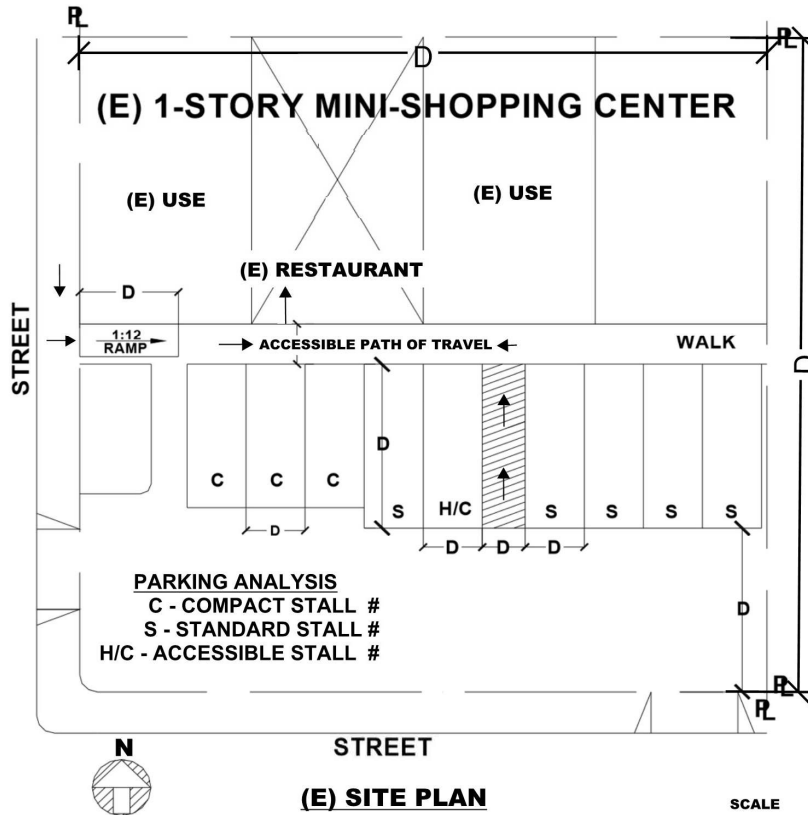 PL
PL
D
(E) 1-STORY MINI-SHOPPING CENTER
(E) USE
(E) USE
(E) RESTAURANT
D
STREET
1:12
RAMP
ACCESSIBLE PATH OF TRAVEL
WALK
D
D
C
C
C
S
H/C
S
S
S
S
D
D
D
D
D
PARKING ANALYSIS
C - COMPACT STALL #
S - STANDARD STALL #
H/C - ACCESSIBLE STALL #
PL
PL
N
STREET
(E) SITE PLAN
SCALE